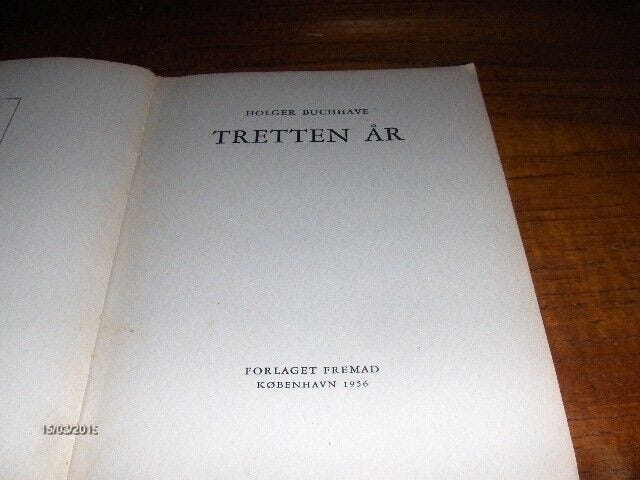 HOLGER BUCHHAVE
TRETTEN ÅR
FORLAGET FREMAD
KØBENHAVN 1956
15/03/2015